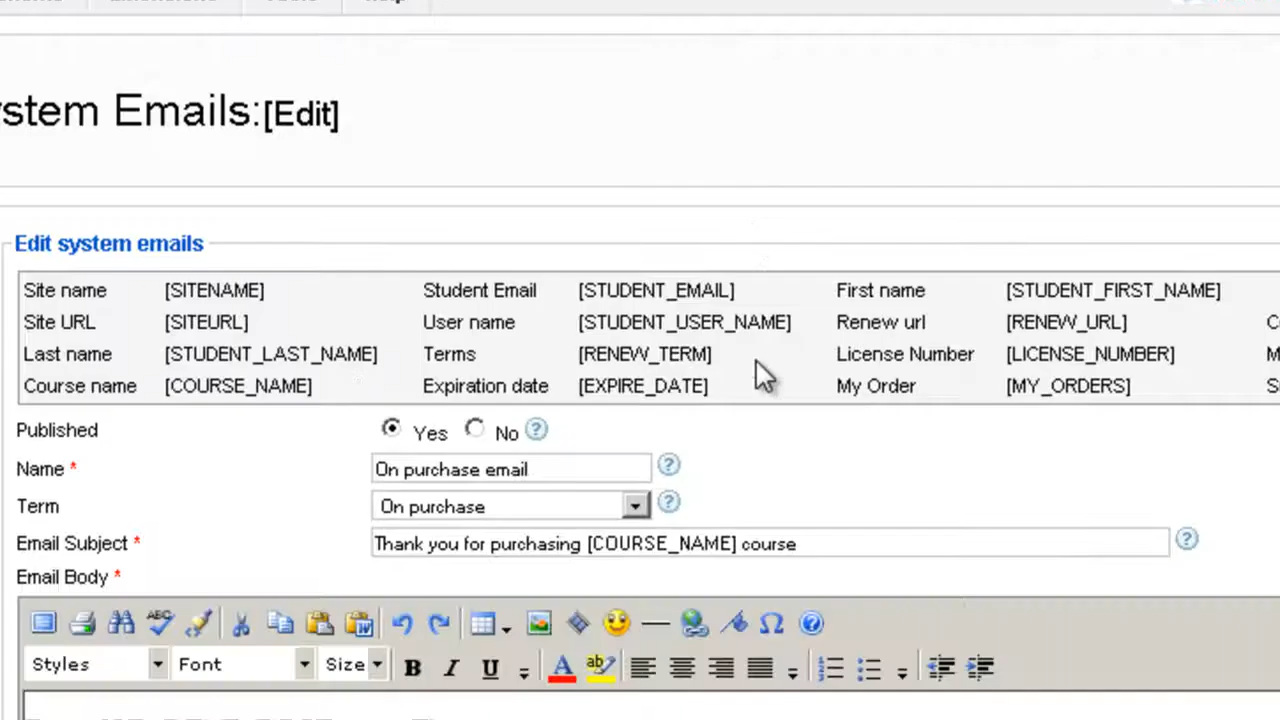 ystem Emails:[Edit]
Edit system emails
Site name [SITENAME] Student Email [STUDENT_EMAIL] First name [STUDENT_FIRST_NAME]
Site URL [SITEURL] User name [STUDENT_USER_NAME] Renew url [RENEW_URL]
Last name [STUDENT_LAST_NAME] Terms [RENEW_TERM] License Number [LICENSE_NUMBER]
Course name [COURSE_NAME] Expiration date [EXPIRE_DATE] My Order [MY_ORDERS]
Published Yes No
Name * On purchase email
Term On purchase
Email Subject * Thank you for purchasing [COURSE_NAME] course
Email Body *
Styles Font Size B I U A ab